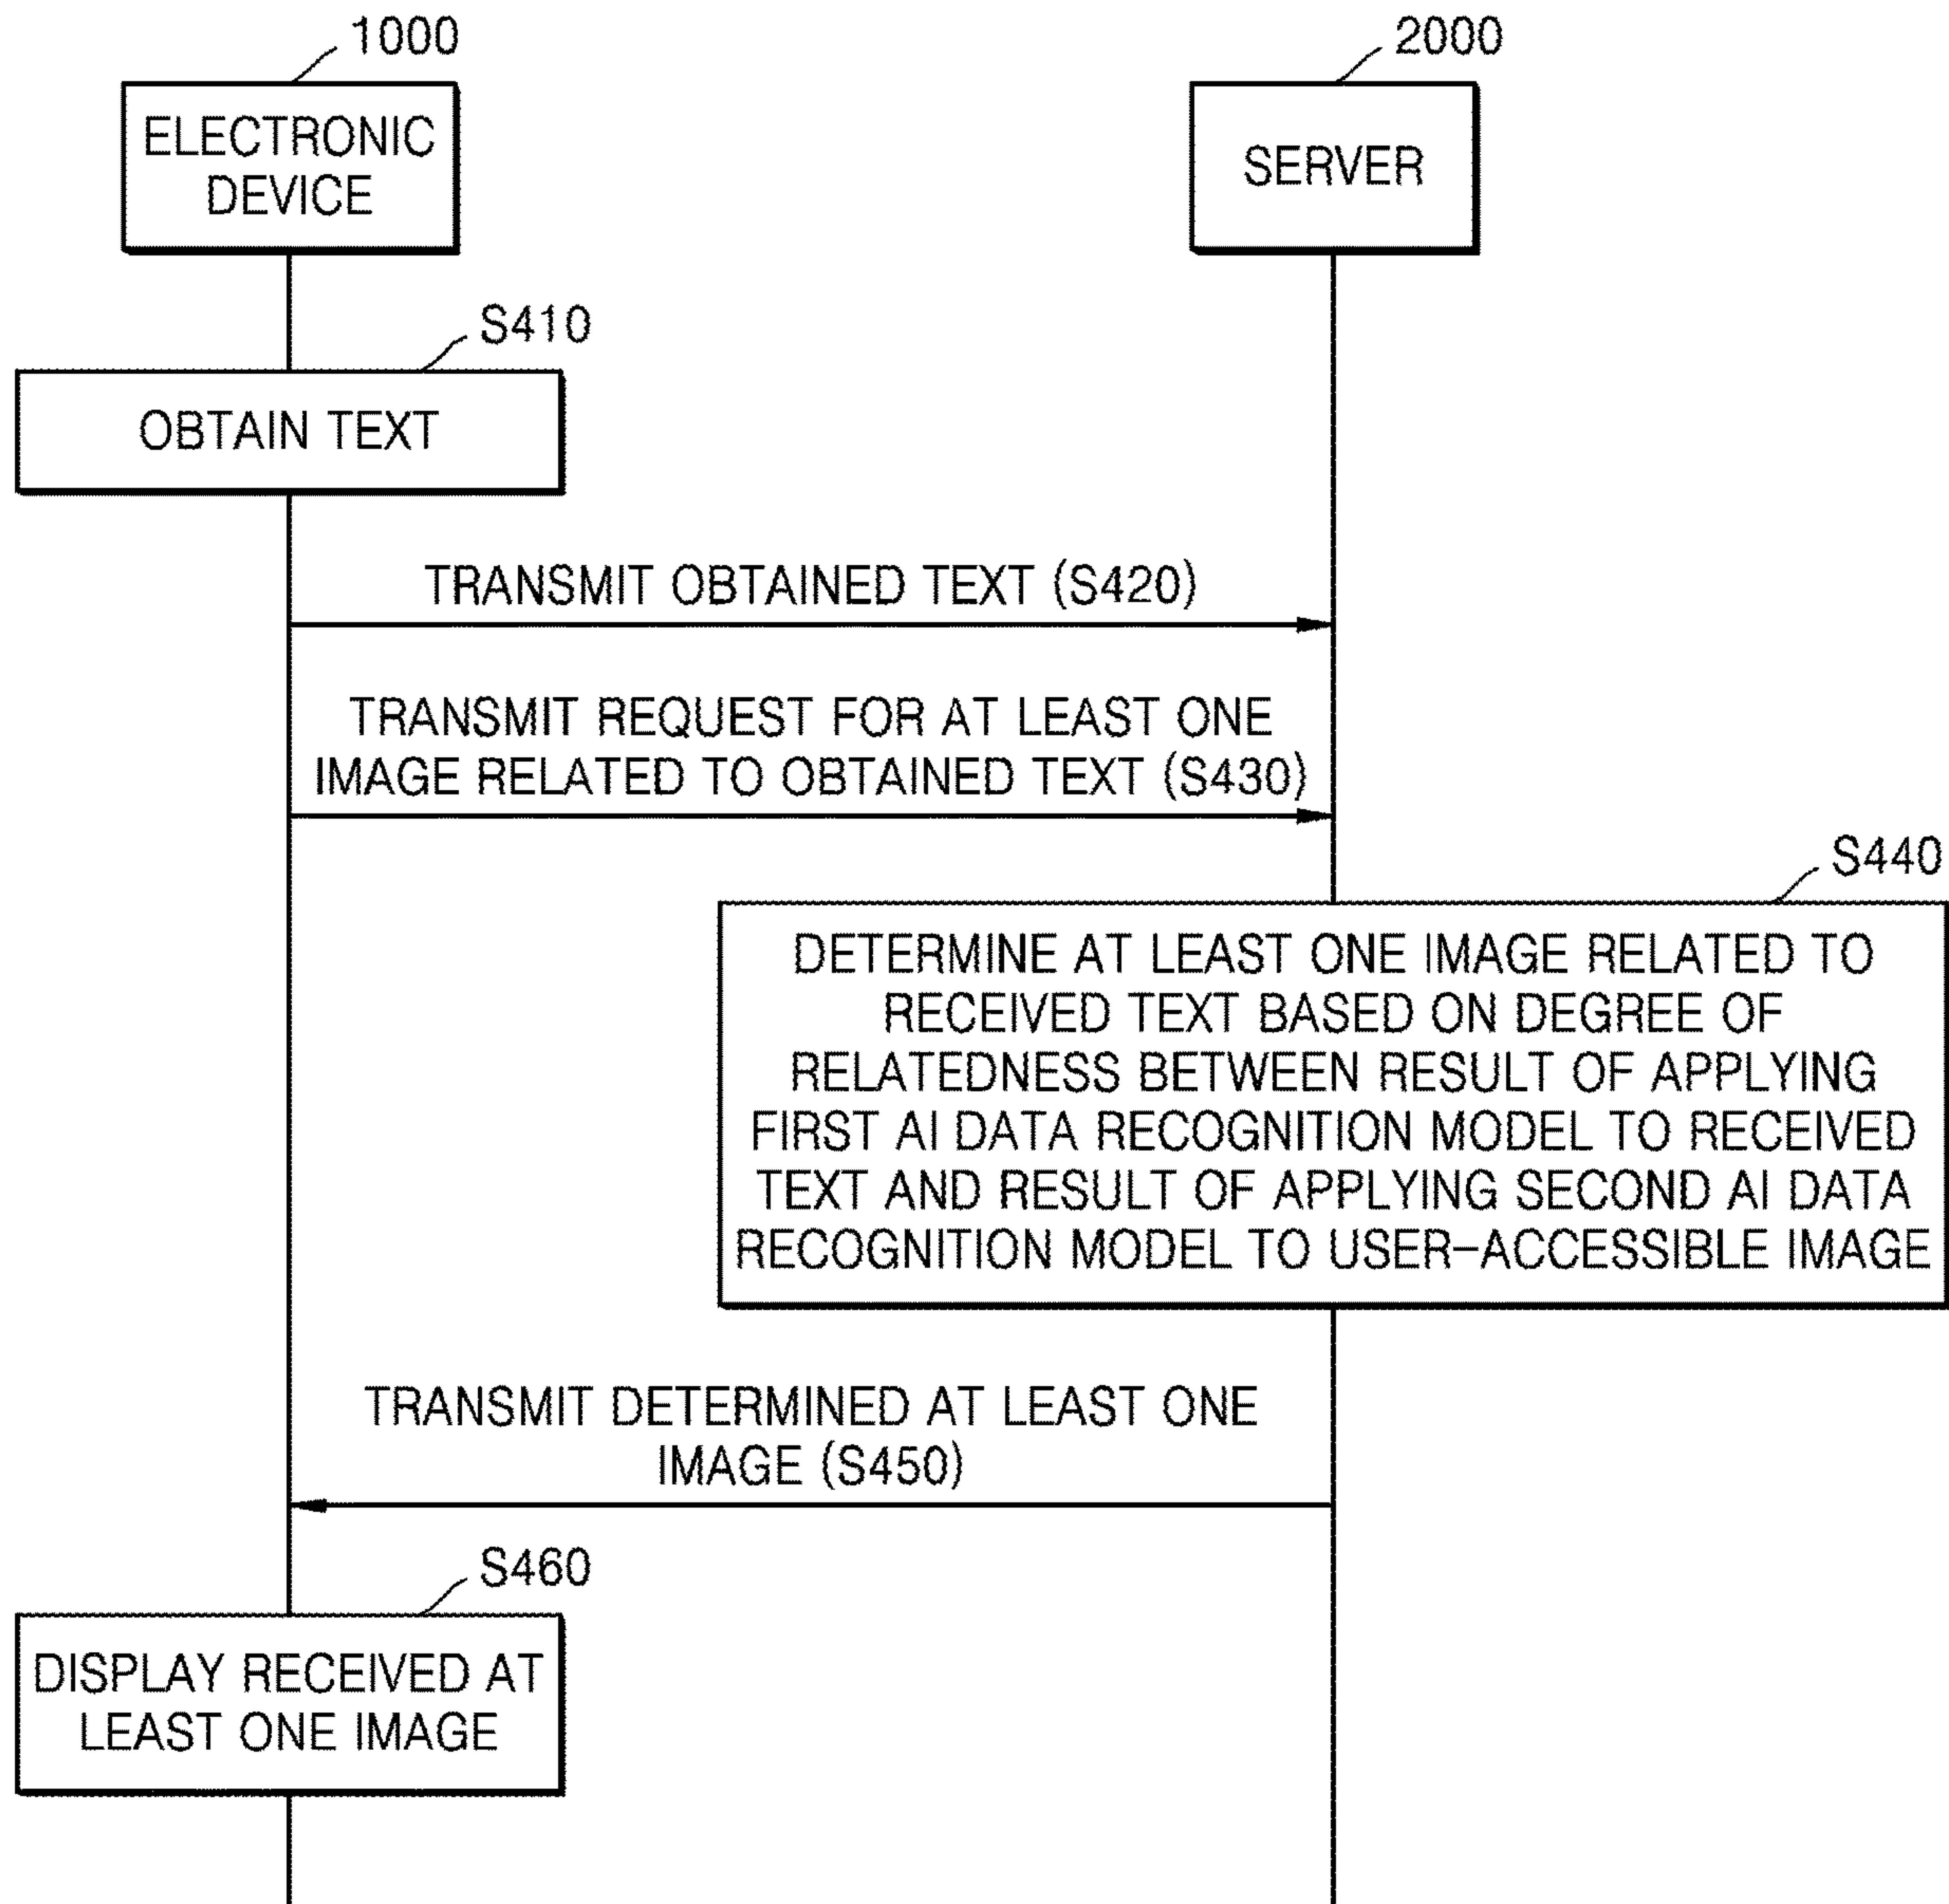 1000
2000
ELECTRONIC
DEVICE
SERVER
S410
OBTAIN TEXT
TRANSMIT OBTAINED TEXT (S420)
TRANSMIT REQUEST FOR AT LEAST ONE
IMAGE RELATED TO OBTAINED TEXT (S430)
S440
DETERMINE AT LEAST ONE IMAGE RELATED TO
RECEIVED TEXT BASED ON DEGREE OF
RELATEDNESS BETWEEN RESULT OF APPLYING
FIRST AI DATA RECOGNITION MODEL TO RECEIVED
TEXT AND RESULT OF APPLYING SECOND AI DATA
RECOGNITION MODEL TO USER-ACCESSIBLE IMAGE
TRANSMIT DETERMINED AT LEAST ONE
IMAGE (S450)
S460
DISPLAY RECEIVED AT
LEAST ONE IMAGE